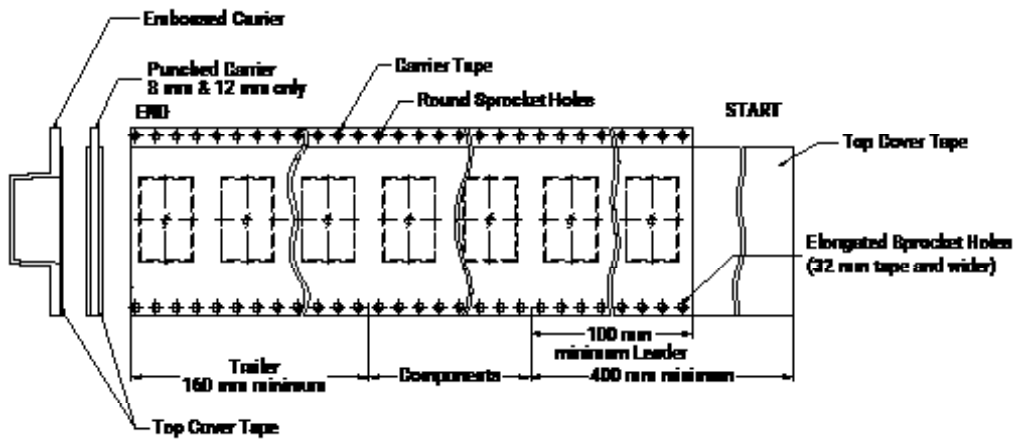 Embossed Carrier
Punched Carrier
8 mm & 12 mm only
END
Carrier Tape
Round Sprocket Holes
START
Top Cover Tape
Elongated Sprocket Holes
(32 mm tape and wider)
100 mm
minimum Leader
400 mm minimum
Trailer
160 mm minimum
Components
Top Cover Tape